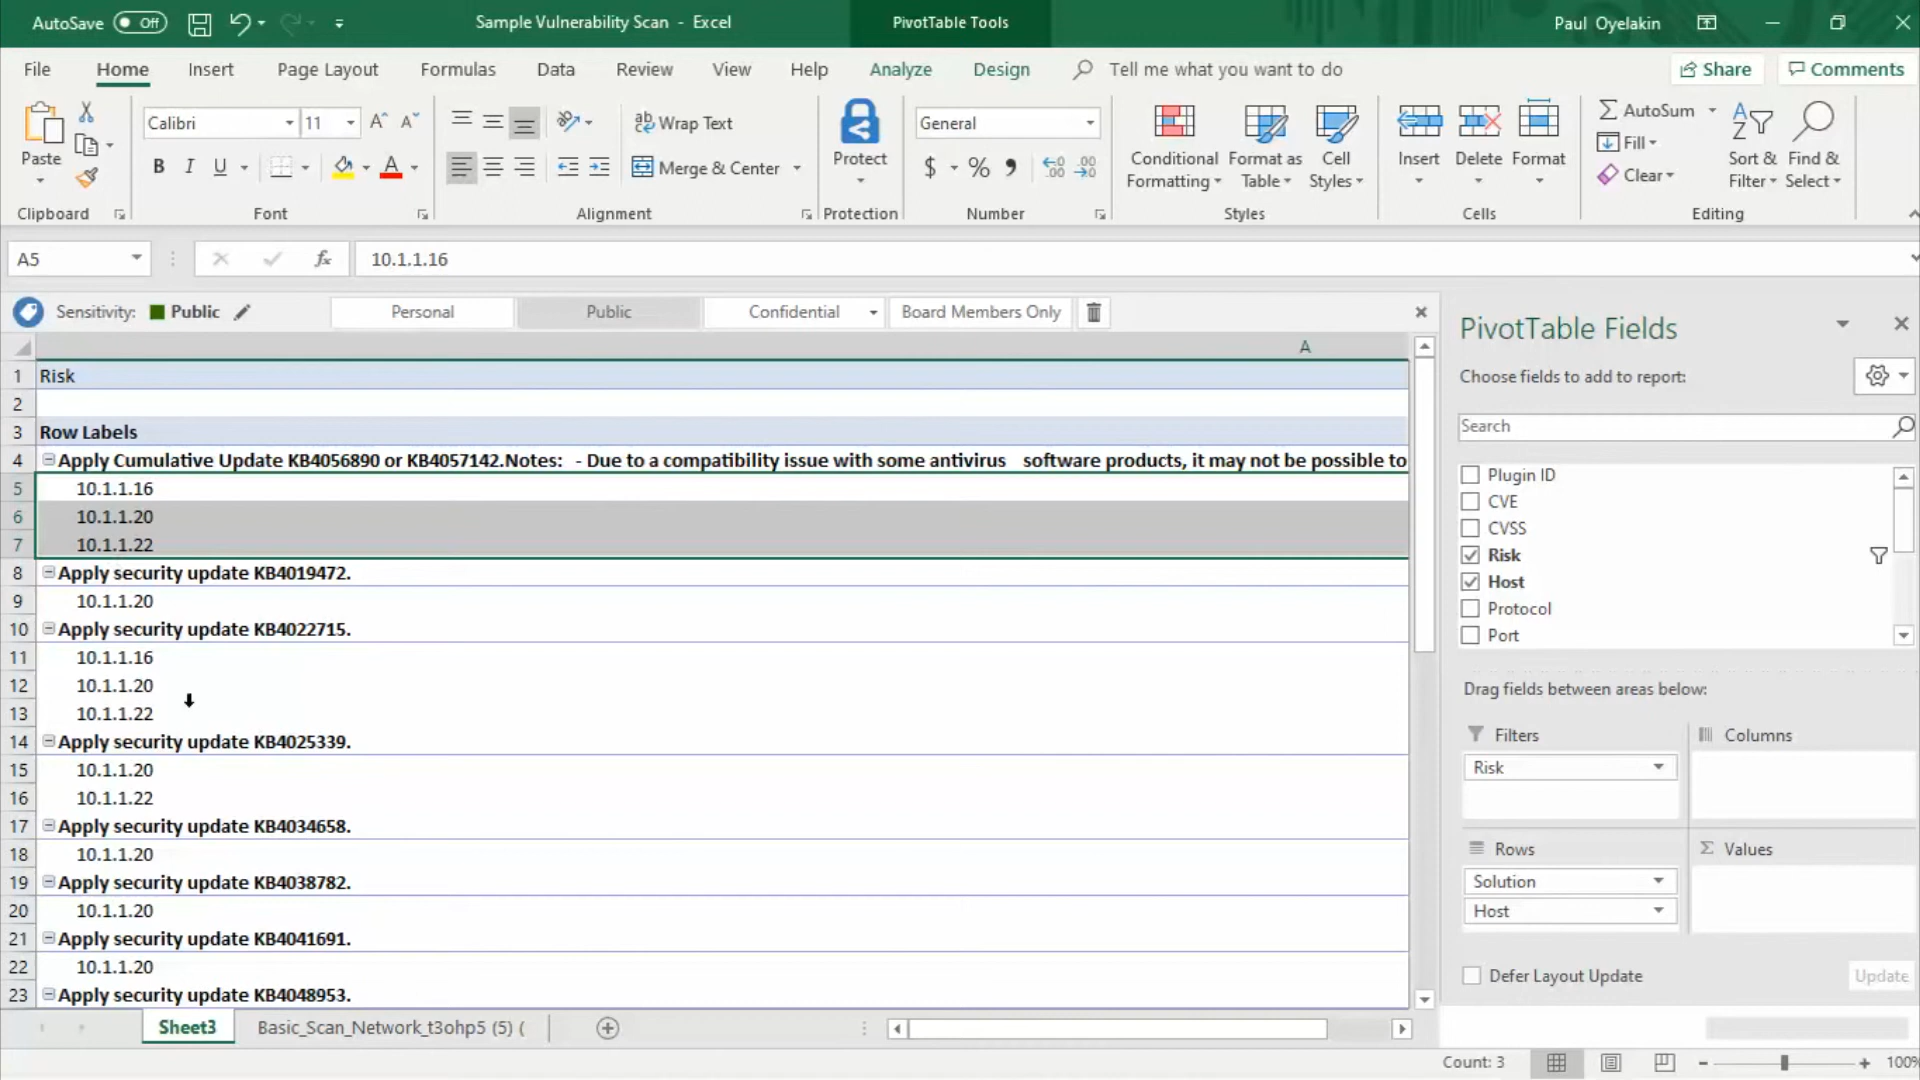 AutoSave Off
Sample Vulnerability Scan - Excel
PivotTable Tools
Paul Oyelakin
File Home Insert Page Layout Formulas Data Review View Help Analyze Design Tell me what you want to do Share Comments
Paste
Calibri 11
B I U A
Wrap Text
Merge & Center
Protect
General
$ % 9
Conditional Formatting
Format as Table
Cell Styles
Insert Delete Format
AutoSum
Fill
Clear
Sort & Filter
Find & Select
Clipboard Font Alignment Protection Number Styles Cells Editing
A5 fx 10.1.1.16
Sensitivity: Public Personal Public Confidential Board Members Only
A
1 Risk
2
3 Row Labels
4 Apply Cumulative Update KB4056890 or KB4057142.Notes: - Due to a compatibility issue with some antivirus software products, it may not be possible to
5 10.1.1.16
6 10.1.1.20
7 10.1.1.22
8 Apply security update KB4019472.
9 10.1.1.20
10 Apply security update KB4022715.
11 10.1.1.16
12 10.1.1.20
13 10.1.1.22
14 Apply security update KB4025339.
15 10.1.1.20
16 10.1.1.22
17 Apply security update KB4034658.
18 10.1.1.20
19 Apply security update KB4038782.
20 10.1.1.20
21 Apply security update KB4041691.
22 10.1.1.20
23 Apply security update KB4048953.
PivotTable Fields
Choose fields to add to report:
Search
Plugin ID
CVE
CVSS
Risk
Host
Protocol
Port
Drag fields between areas below:
Filters
Columns
Risk
Rows
Σ Values
Solution
Host
Defer Layout Update Update
Sheet3 Basic_Scan_Network_t3ohp5 (5) (
Count: 3 100%